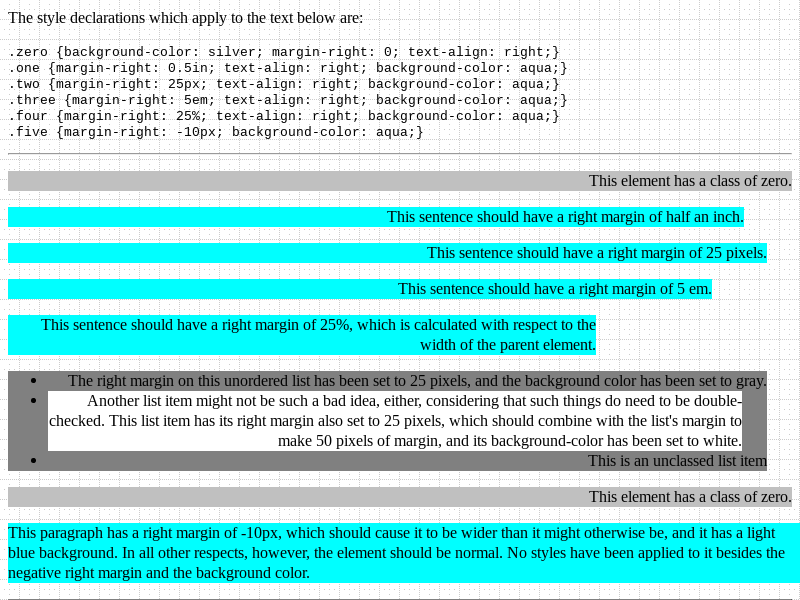 The style declarations which apply to the text below are:
.zero {background-color: silver; margin-right: 0; text-align: right;}
.one {margin-right: 0.5in; text-align: right; background-color: aqua;}
.two {margin-right: 25px; text-align: right; background-color: aqua;}
.three {margin-right: 5em; text-align: right; background-color: aqua;}
.four {margin-right: 25%; text-align: right; background-color: aqua;}
.five {margin-right: -10px; background-color: aqua;}
This element has a class of zero.
This sentence should have a right margin of half an inch.
This sentence should have a right margin of 25 pixels.
This sentence should have a right margin of 5 em.
This sentence should have a right margin of 25%, which is calculated with respect to the
width of the parent element.
• The right margin on this unordered list has been set to 25 pixels, and the background color has been set to gray.
• Another list item might not be such a bad idea, either, considering that such things do need to be double-
checked. This list item has its right margin also set to 25 pixels, which should combine with the list's margin to
make 50 pixels of margin, and its background-color has been set to white.
• This is an unclassed list item
This element has a class of zero.
This paragraph has a right margin of -10px, which should cause it to be wider than it might otherwise be, and it has a light
blue background. In all other respects, however, the element should be normal. No styles have been applied to it besides the
negative right margin and the background color.